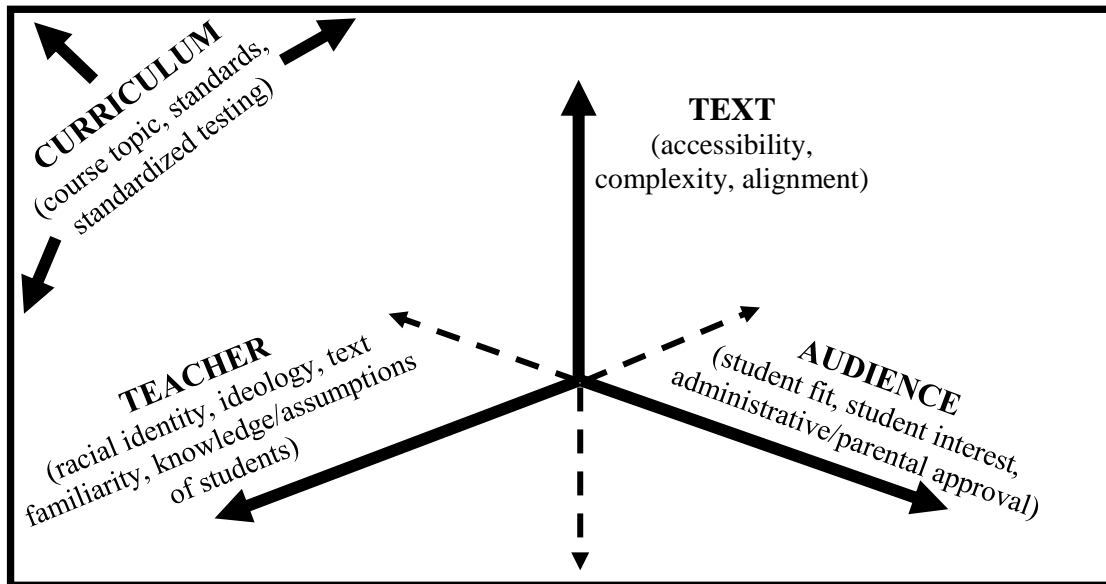 CURRICULUM
(course topic, standards,
standardized testing)
TEXT
(accessibility,
complexity, alignment)
TEACHER
(racial identity, ideology, text
familiarity, knowledge/assumptions
of students)
AUDIENCE
(student fit, student interest,
administrative/parental approval)